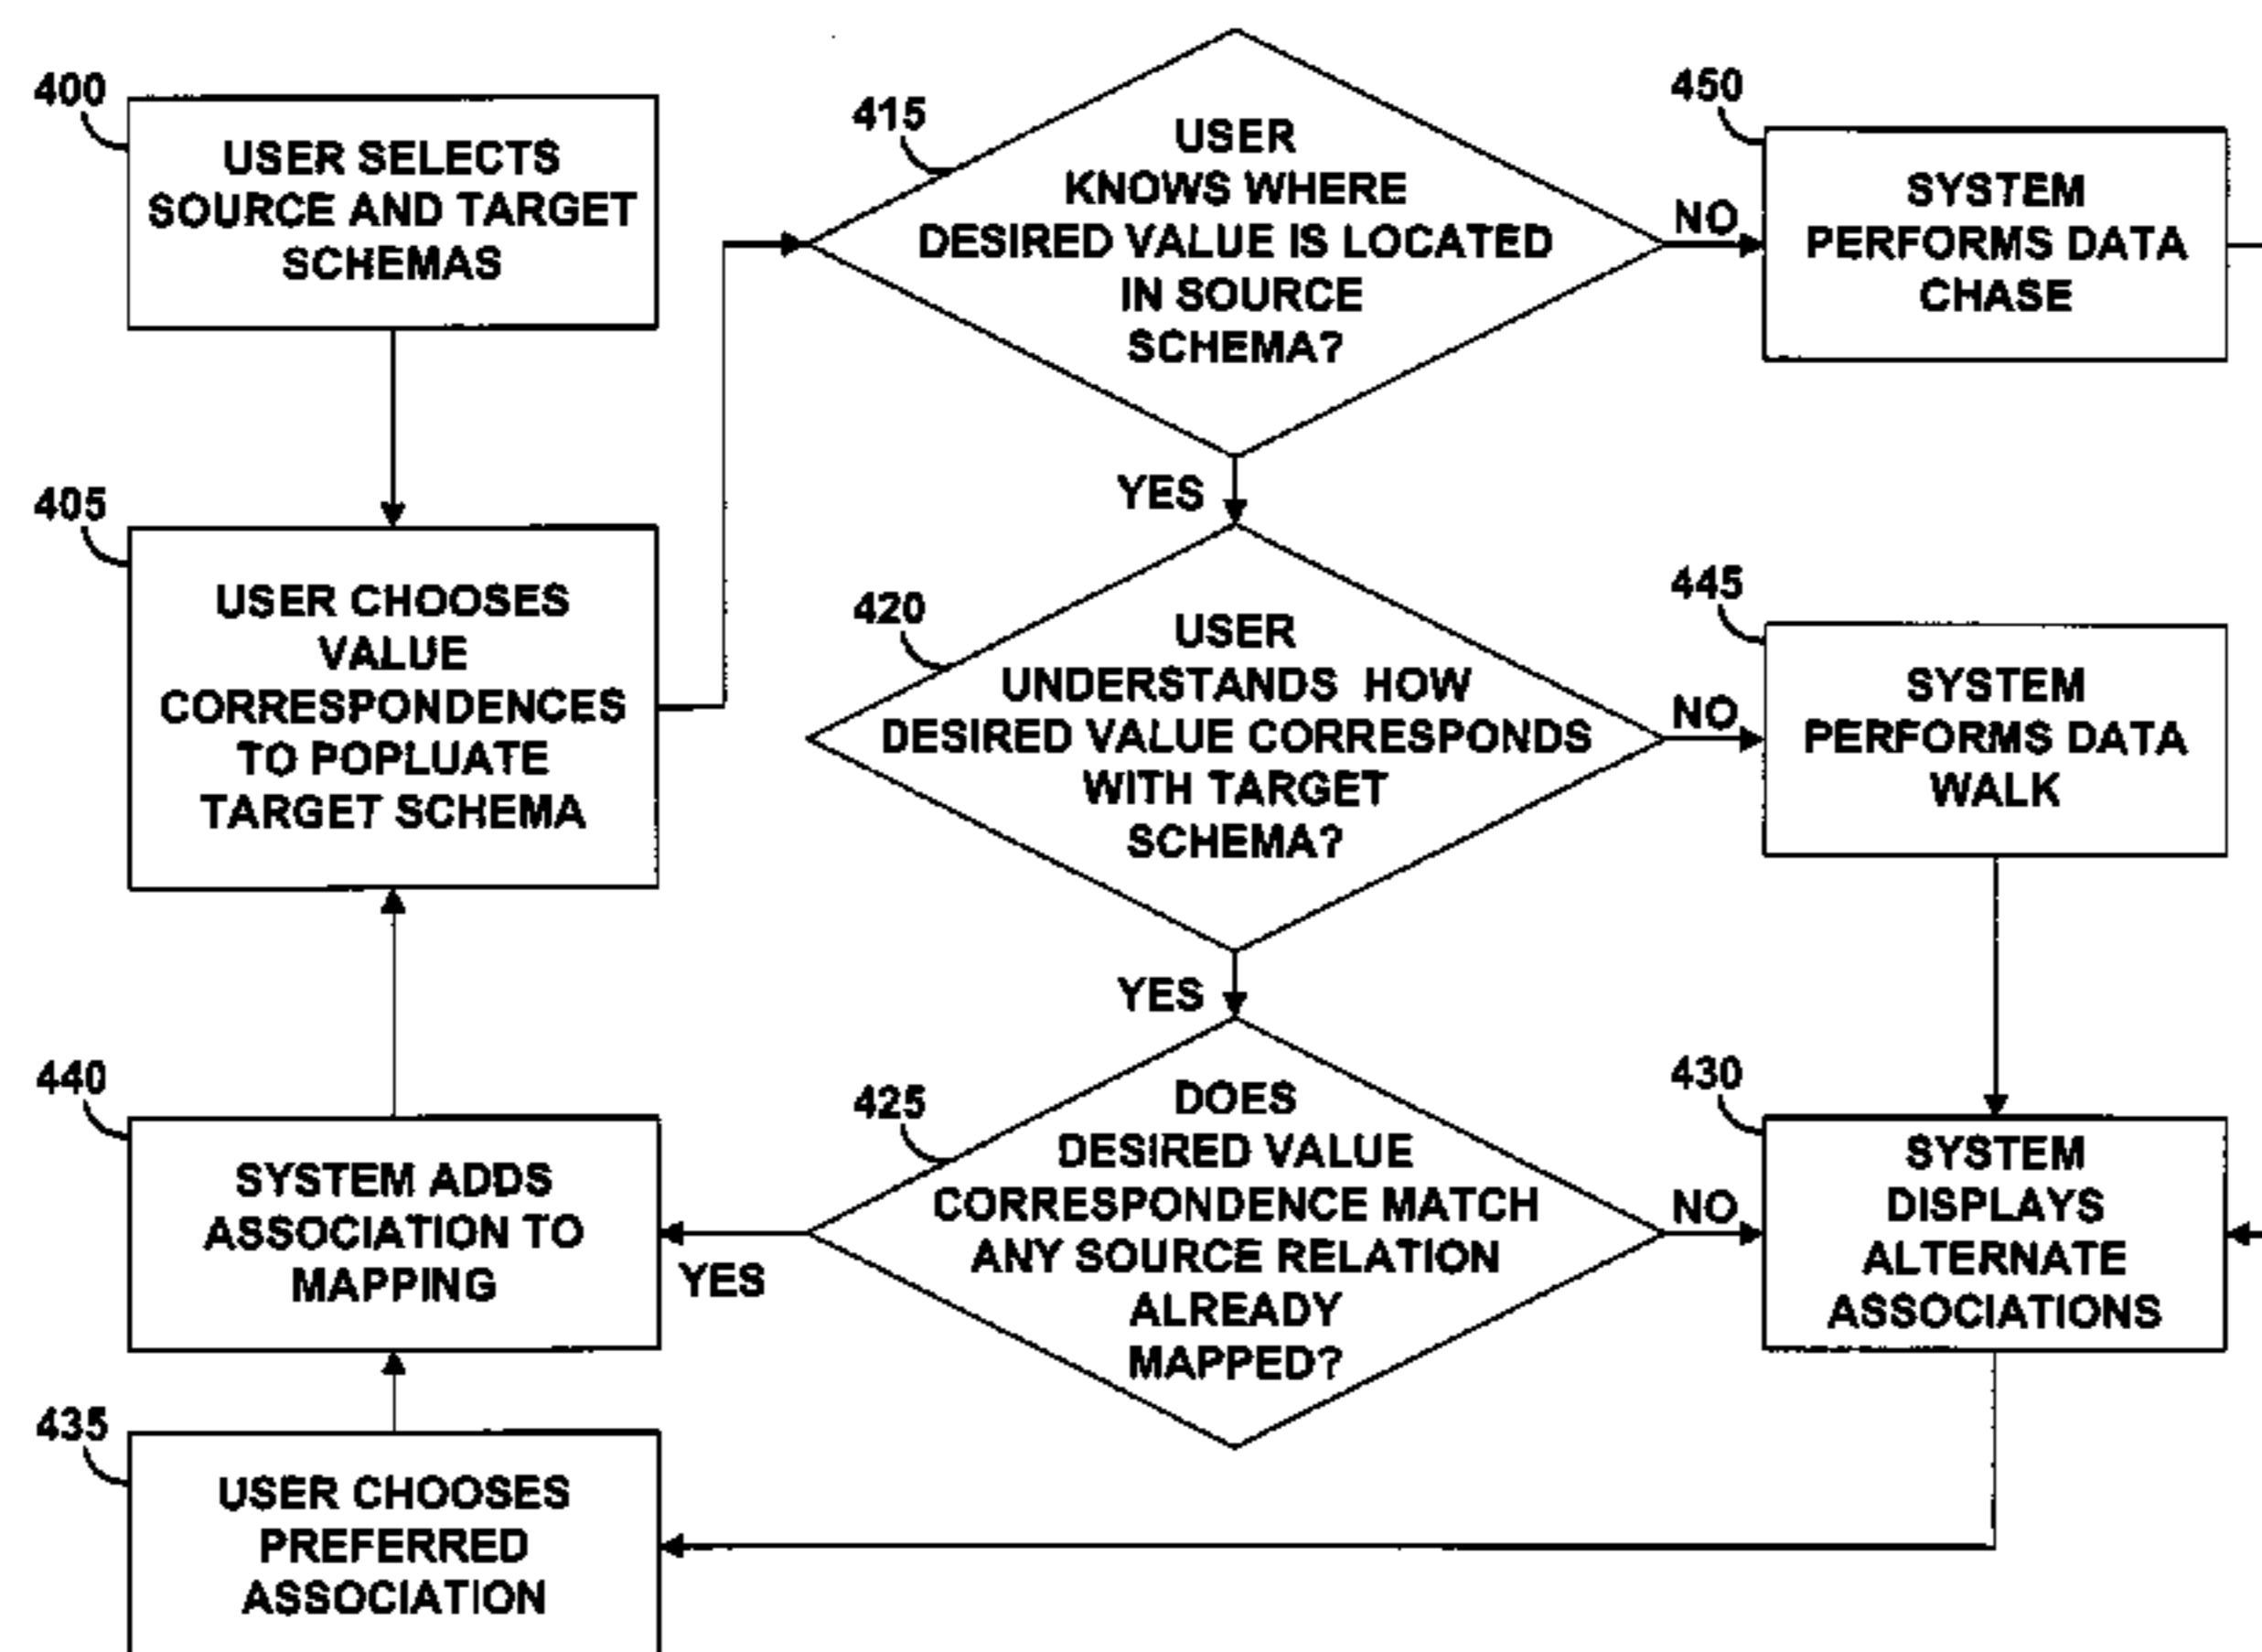 400
USER SELECTS
SOURCE AND TARGET
SCHEMAS
405
USER CHOOSES
VALUE
CORRESPONDENCES
TO POPLUATE
TARGET SCHEMA
415
USER
KNOWS WHERE
DESIRED VALUE IS LOCATED
IN SOURCE
SCHEMA?
NO
YES
450
SYSTEM
PERFORMS DATA
CHASE
420
USER
UNDERSTANDS HOW
DESIRED VALUE CORRESPONDS
WITH TARGET
SCHEMA?
NO
YES
445
SYSTEM
PERFORMS DATA
WALK
425
DOES
DESIRED VALUE
CORRESPONDENCE MATCH
ANY SOURCE RELATION
ALREADY
MAPPED?
NO
YES
430
SYSTEM
DISPLAYS
ALTERNATE
ASSOCIATIONS
440
SYSTEM ADDS
ASSOCIATION TO
MAPPING
435
USER CHOOSES
PREFERRED
ASSOCIATION